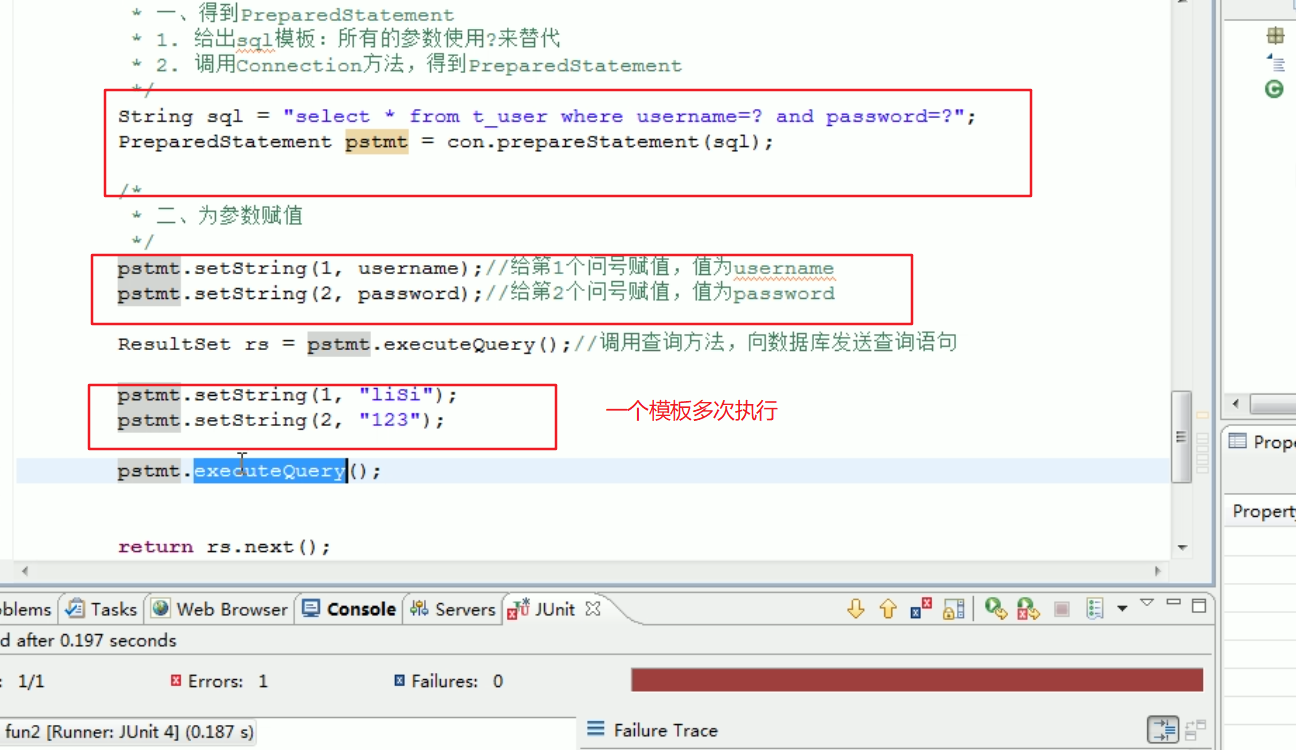 * 一、得到PreparedStatement
* 1. 给出sql模板：所有的参数使用?来替代
* 2. 调用Connection方法，得到PreparedStatement
*/
String sql = "select * from t_user where username=? and password=?";
PreparedStatement pstmt = con.prepareStatement(sql);
/*
* 二、为参数赋值
*/
pstmt.setString(1, username);//给第1个问号赋值，值为username
pstmt.setString(2, password);//给第2个问号赋值，值为password
ResultSet rs = pstmt.executeQuery();//调用查询方法，向数据库发送查询语句
pstmt.setString(1, "liSi");
pstmt.setString(2, "123");
一个模板多次执行
pstmt.executeQuery();
return rs.next();
Prope
Property
oblems Tasks Web Browser Console Servers JUnit
d after 0.197 seconds
: 1/1 Errors: 1 Failures: 0
fun2 [Runner: JUnit 4] (0.187 s)
Failure Trace